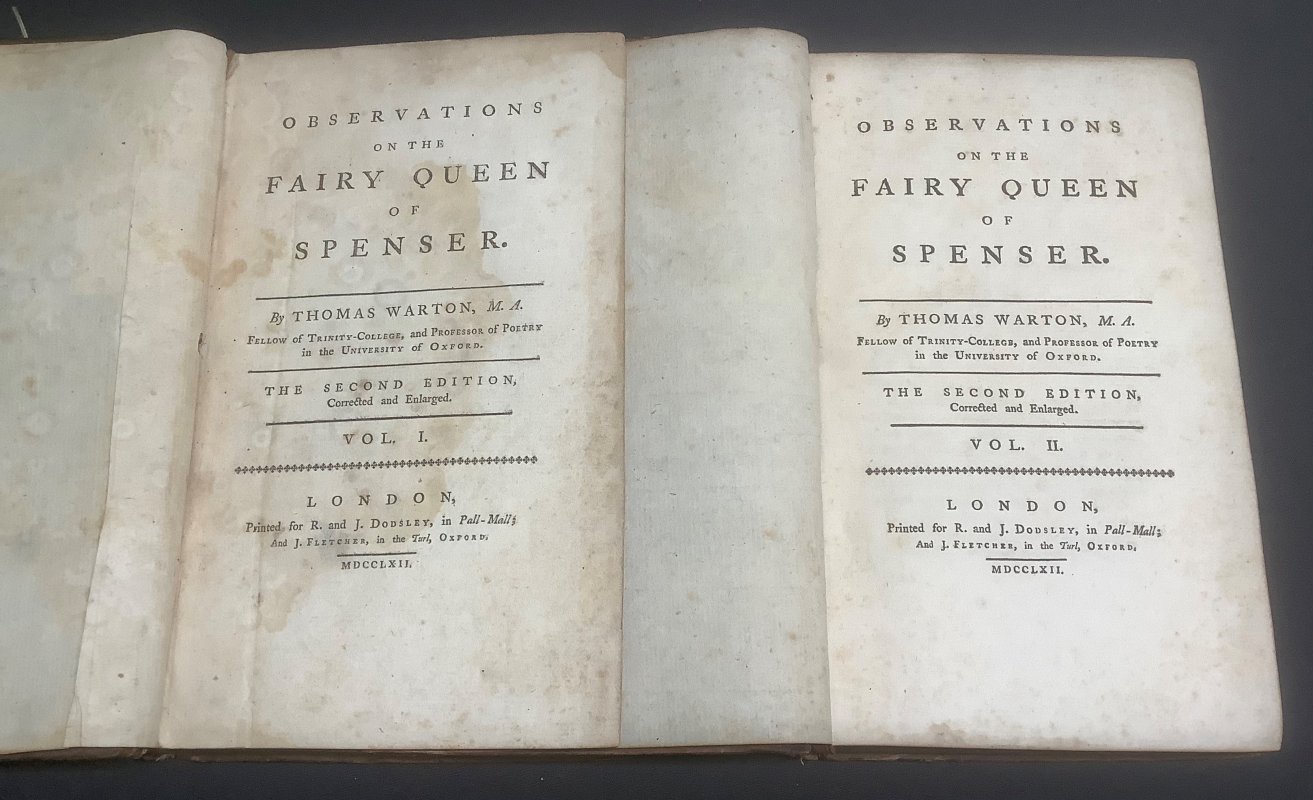 OBSERVATIONS
ON THE
FAIRY QUEEN
OF
SPENSER.
By THOMAS WARTON, M. A.
FELLOW of TRINITY-COLLEGE, and PROFESSOR of POETRY
in the UNIVERSITY of OXFORD.
THE SECOND EDITION,
Corrected and Enlarged.
VOL. I.
LONDON,
Printed for R. and J. DODSLEY, in Pall-Mall;
And J. FLETCHER, in the Turl, OXFORD.
MDCCLXII.
OBSERVATIONS
ON THE
FAIRY QUEEN
OF
SPENSER.
By THOMAS WARTON, M. A.
FELLOW of TRINITY-COLLEGE, and PROFESSOR of POETRY
in the UNIVERSITY of OXFORD.
THE SECOND EDITION,
Corrected and Enlarged.
VOL. II.
LONDON,
Printed for R. and J. DODSLEY, in Pall-Mall;
And J. FLETCHER, in the Turl, OXFORD.
MDCCLXII.